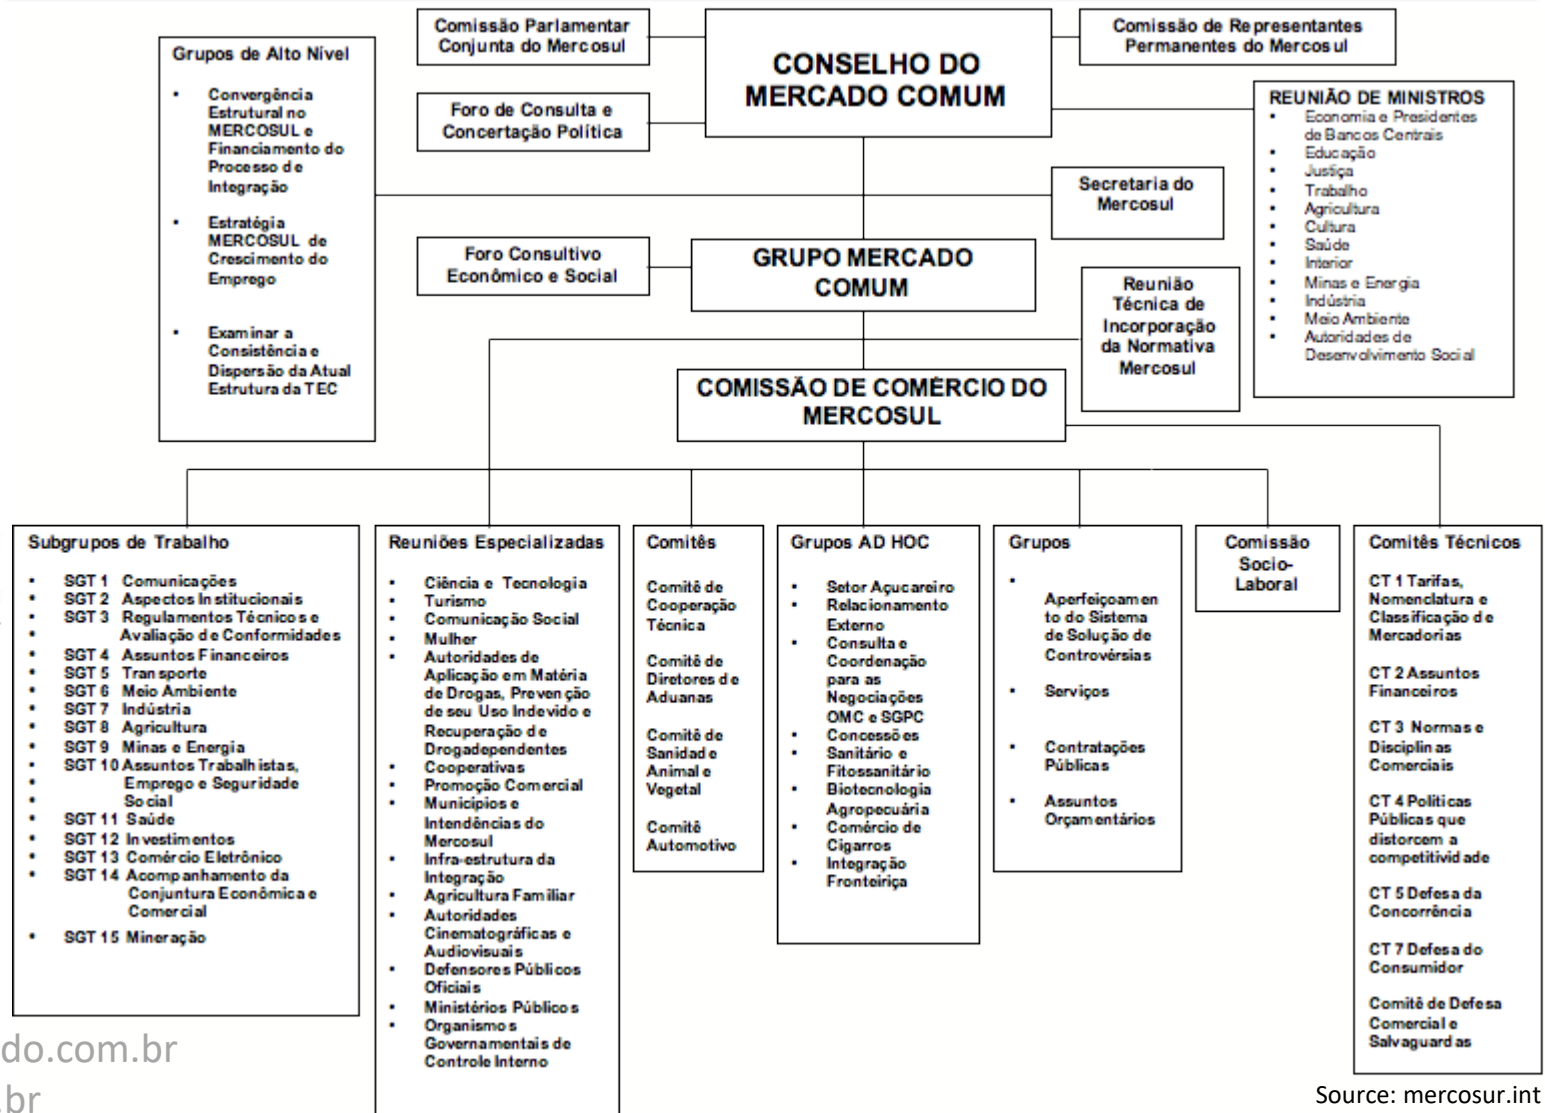 Comissão Parlamentar
Conjunta do Mercosul
CONSELHO DO
MERCADO COMUM
Comissão de Representantes
Permanentes do Mercosul
Grupos de Alto Nível
▪ Convergência
Estrutural no
MERCOSUL e
Financiamento do
Processo de
Integração
▪ Estratégia
MERCOSUL de
Crescimento do
Emprego
▪ Examinar a
Consistência e
Dispersão da Atual
Estrutura da TEC
Foro de Consulta e
Concertação Política
REUNIÃO DE MINISTROS
▪ Economia e Presidentes
de Bancos Centrais
▪ Educação
▪ Justiça
▪ Trabalho
▪ Agricultura
▪ Cultura
▪ Saúde
▪ Interior
▪ Minas e Energia
▪ Indústria
▪ Meio Ambiente
▪ Autoridades de
Desenvolvimento Social
Secretaria do
Mercosul
Foro Consultivo
Econômico e Social
GRUPO MERCADO
COMUM
Reunião
Técnica de
Incorporação
da Normativa
Mercosul
COMISSÃO DE COMÉRCIO DO
MERCOSUL
Subgrupos de Trabalho
▪ SGT 1 Comunicações
▪ SGT 2 Aspectos Institucionais
▪ SGT 3 Regulamentos Técnicos e
▪ Avaliação de Conformidades
▪ SGT 4 Assuntos Financeiros
▪ SGT 5 Transporte
▪ SGT 6 Meio Ambiente
▪ SGT 7 Indústria
▪ SGT 8 Agricultura
▪ SGT 9 Minas e Energia
▪ SGT 10 Assuntos Trabalhistas,
▪ Emprego e Seguridade
▪ Social
▪ SGT 11 Saúde
▪ SGT 12 Investimentos
▪ SGT 13 Comércio Eletrônico
▪ SGT 14 Acompanhamento da
Conjuntura Econômica e
Comercial
▪ SGT 15 Mineração
Reuniões Especializadas
▪ Ciência e Tecnologia
▪ Turismo
▪ Comunicação Social
▪ Mulher
▪ Autoridades de
Aplicação em Matéria
de Drogas, Prevenção
de seu Uso Indevido e
Recuperação de
Drogadependentes
▪ Cooperativas
▪ Promoção Comercial
▪ Municípios e
Intendências do
Mercosul
▪ Infra-estrutura da
Integração
▪ Agricultura Familiar
▪ Autoridades
Cinematográficas e
Audiovisuais
▪ Defensores Públicos
Oficiais
▪ Ministérios Públicos
▪ Organismos
Governamentais de
Controle Interno
Comitês
Comitê de
Cooperação
Técnica
Comitê de
Diretores de
Aduanas
Comitê de
Sanidade
Animal e
Vegetal
Comitê
Automotivo
Grupos AD HOC
▪ Setor Açucareiro
▪ Relacionamento
Externo
▪ Consulta e
Coordenação
para as
Negociações
OMC e SGPC
▪ Concessões
▪ Sanitário e
Fitossanitário
▪ Biotecnologia
Agropecuária
▪ Comércio de
Cigarros
▪ Integração
Fronteiriça
Grupos
▪
Aperfeiçoamen
to do Sistema
de Solução de
Controvérsias
▪ Serviços
▪ Contratações
Públicas
▪ Assuntos
Orçamentários
Comissão
Socio-
Laboral
Comitês Técnicos
CT 1 Tarifas,
Nomenclatura e
Classificação de
Mercadorias
CT 2 Assuntos
Financeiros
CT 3 Normas e
Disciplinas
Comerciais
CT 4 Políticas
Públicas que
distorcem a
competitividade
CT 5 Defesa da
Concorrência
CT 7 Defesa do
Consumidor
Comitê de Defesa
Comercial e
Salvaguardas
do.com.br
.br
Source: mercosur.int